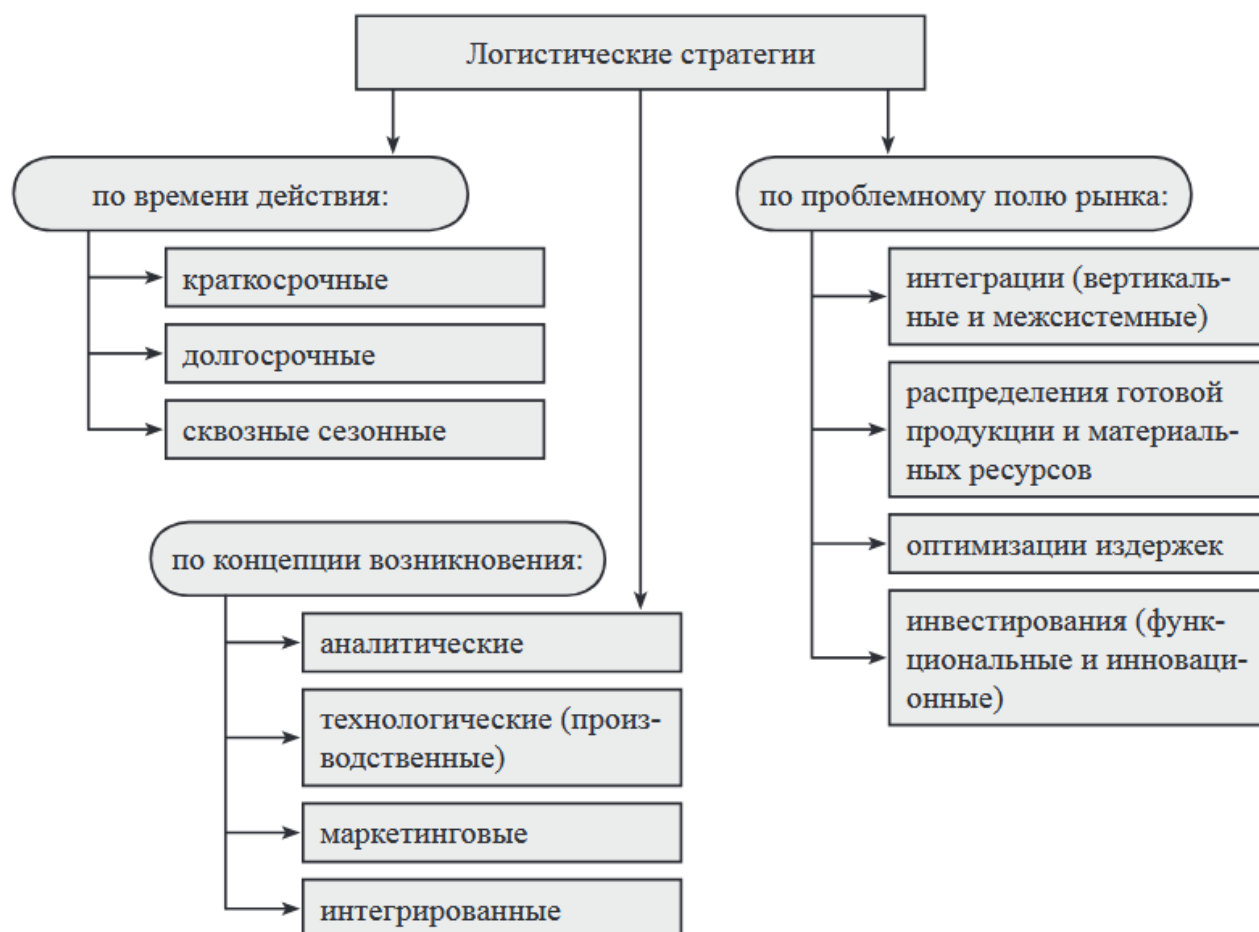 Логистические стратегии
по времени действия:
краткосрочные
долгосрочные
сквозные сезонные
по концепции возникновения:
аналитические
технологические (произ-
водственные)
маркетинговые
интегрированные
по проблемному полю рынка:
интеграции (вертикаль-
ные и межсистемные)
распределения готовой
продукции и материаль-
ных ресурсов
оптимизации издержек
инвестирования (функ-
циональные и инноваци-
онные)